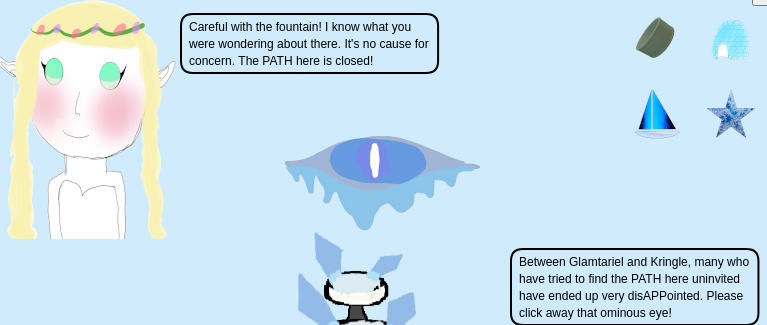 Careful with the fountain! I know what you
were wondering about there. It's no cause for
concern. The PATH here is closed!
Between Glamtariel and Kringle, many who
have tried to find the PATH here uninvited
have ended up very disAPPointed. Please
click away that ominous eye!